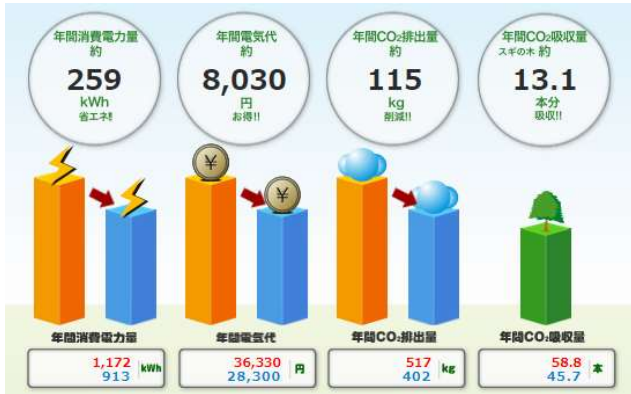 年間消費電力量
約
259
kWh
省エネ!!
年間電気代
約
8,030
円
お得!!
年間CO₂排出量
約
115
kg
削減!!
年間CO₂吸収量
スギの木 約
13.1
本分
吸収!!
¥
¥
年間消費電力量
1,172
913
kWh
年間電気代
36,330
28,300
円
年間CO₂排出量
517
402
kg
年間CO₂吸収量
58.8
45.7
本